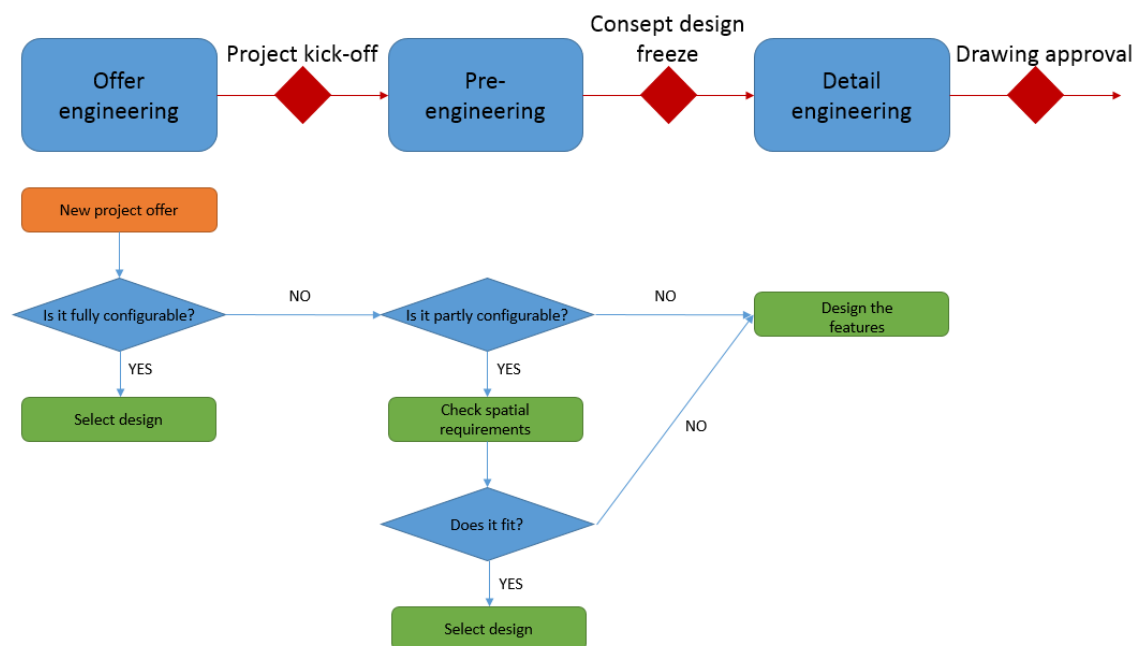 Offer
engineering
Project kick-off
Pre-
engineering
Consept design
freeze
Detail
engineering
Drawing approval
New project offer
Is it fully configurable?
NO
Is it partly configurable?
NO
Design the
features
YES
Select design
YES
Check spatial
requirements
NO
Does it fit?
YES
Select design